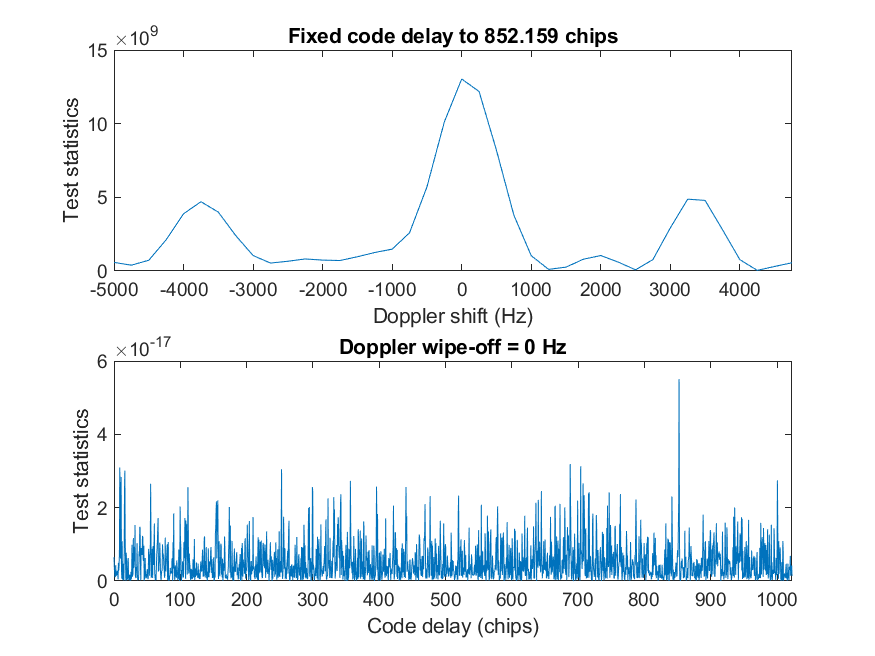 Fixed code delay to 852.159 chips
×10^9
15
10
5
0
Test statistics
-5000 -4000 -3000 -2000 -1000 0 1000 2000 3000 4000
Doppler shift (Hz)
Doppler wipe-off = 0 Hz
×10^-17
6
4
2
0
Test statistics
0 100 200 300 400 500 600 700 800 900 1000
Code delay (chips)